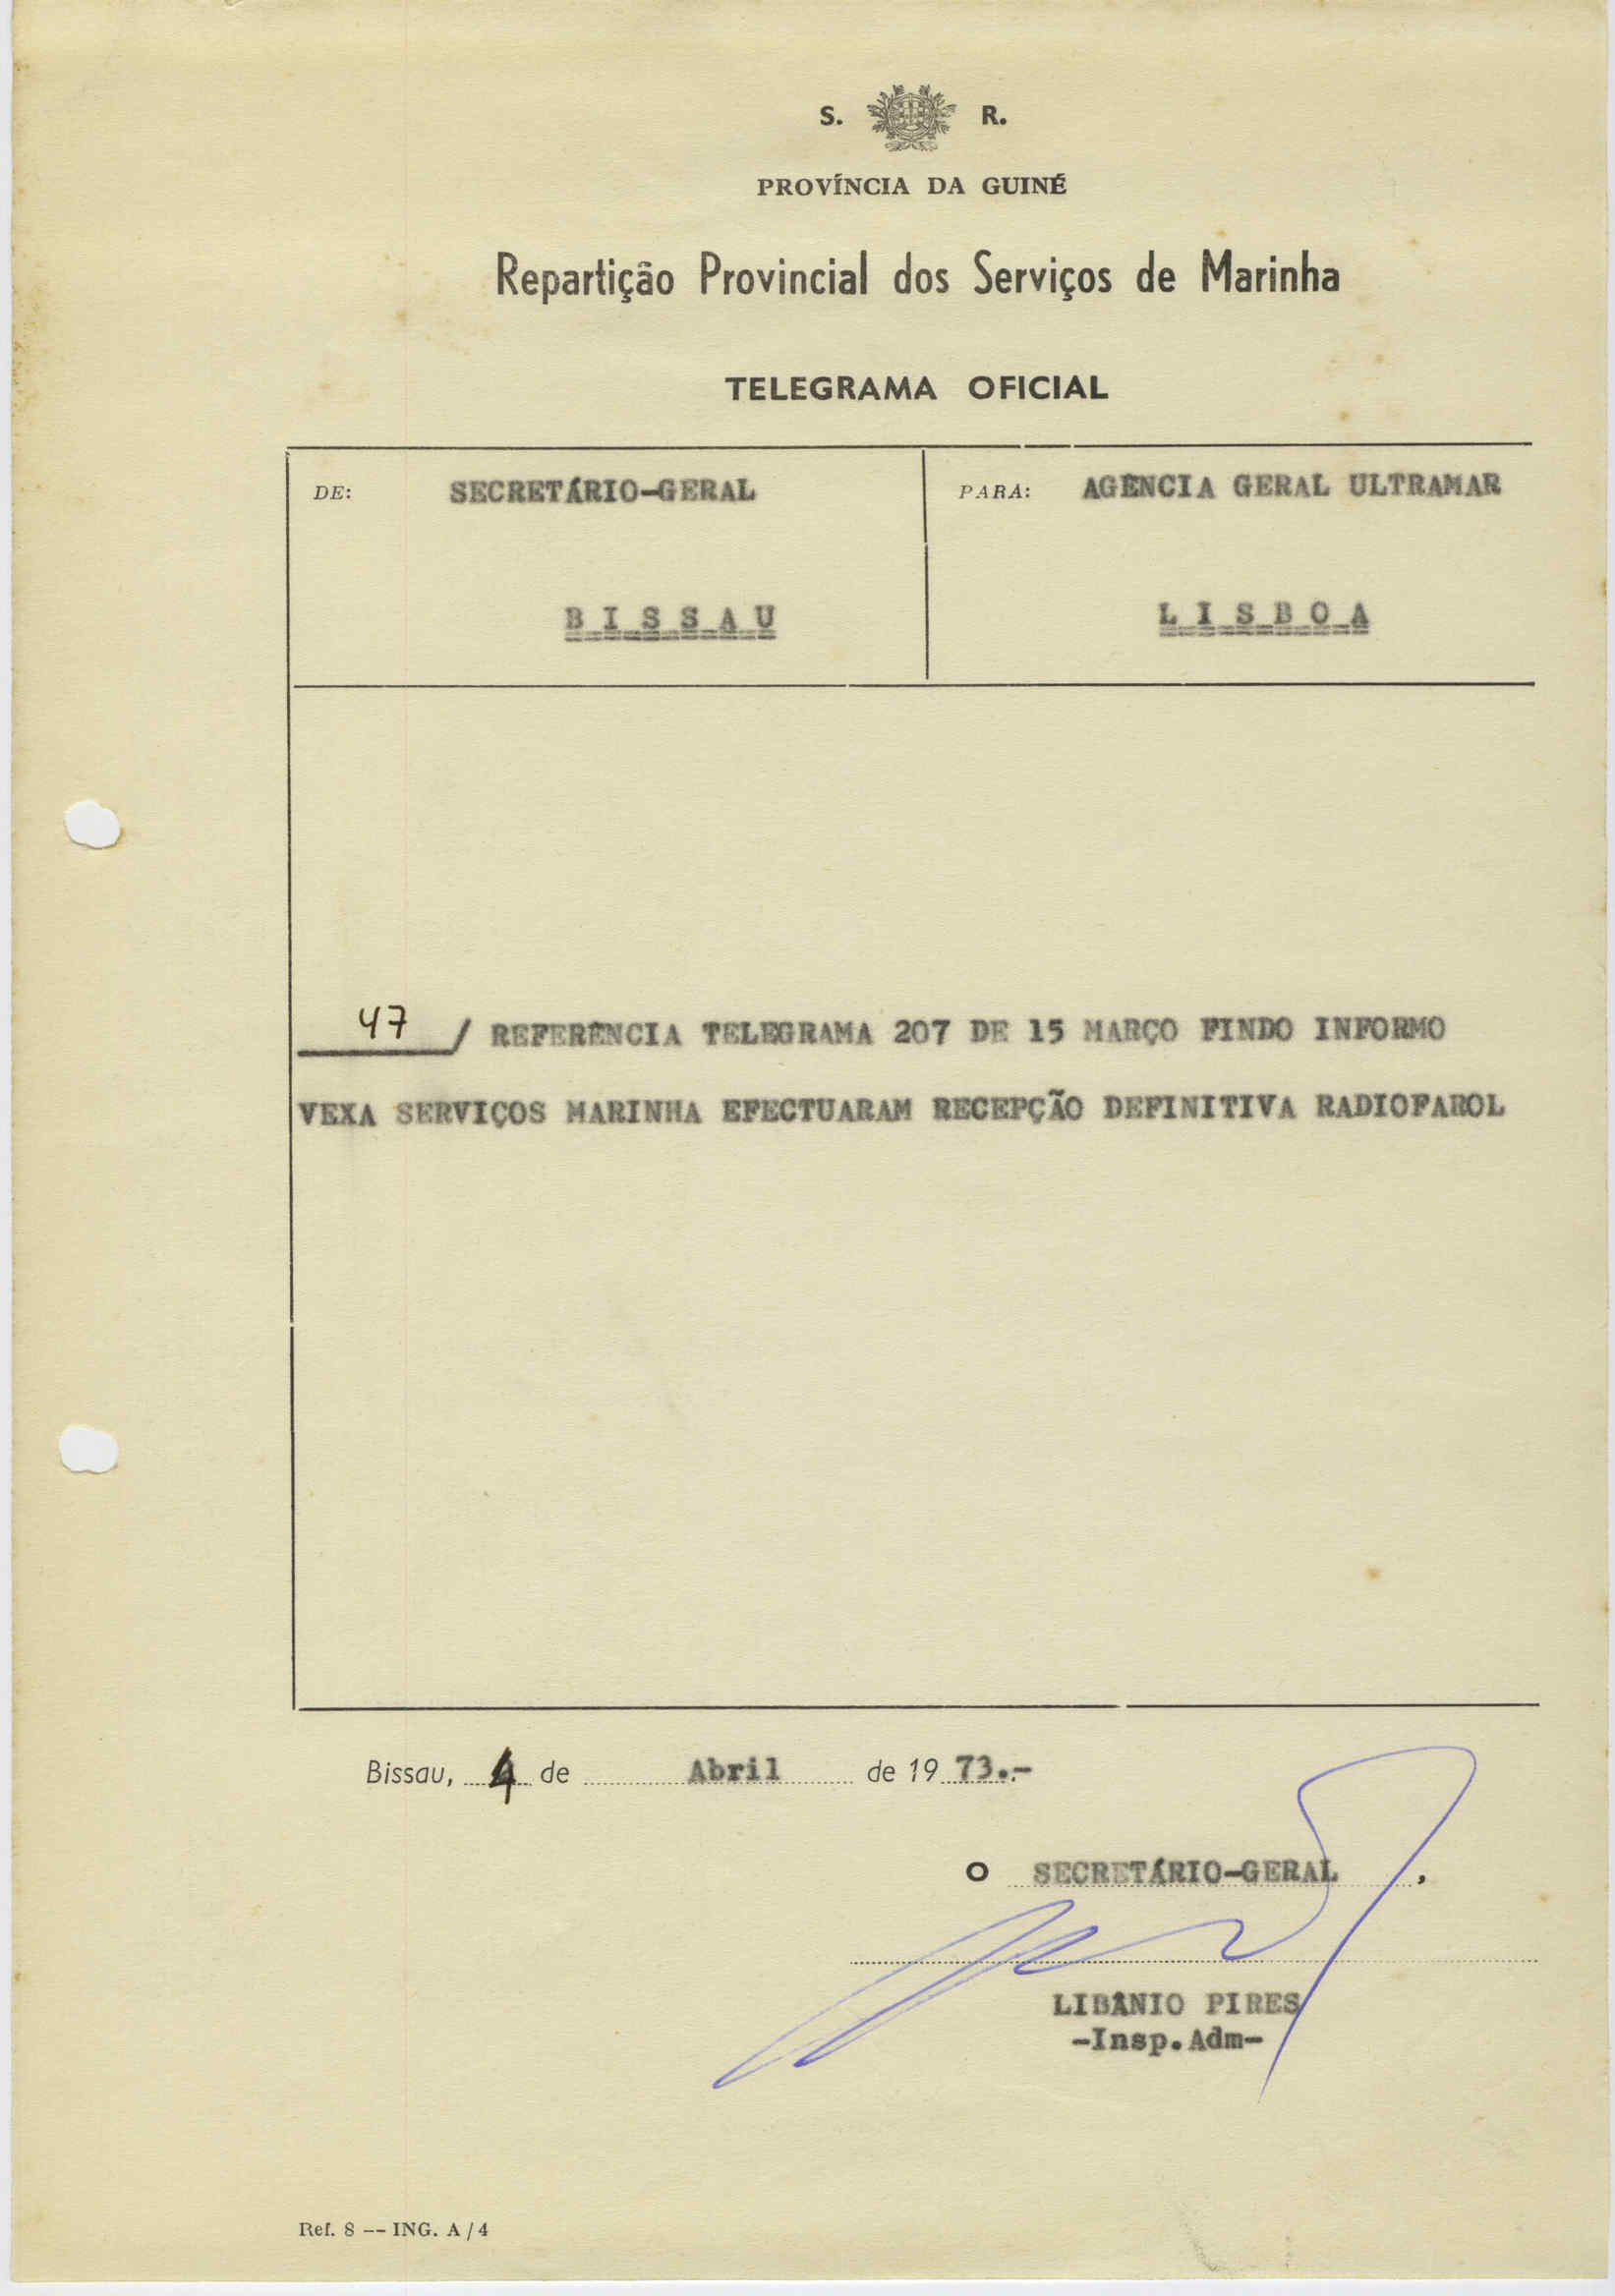 S. R.
PROVÍNCIA DA GUINÉ
Repartição Provincial dos Serviços de Marinha
TELEGRAMA OFICIAL
DE: SECRETÁRIO-GERAL
BISSAU
PARA: AGÊNCIA GERAL ULTRAMAR
LISBOA
47 / REFERÊNCIA TELEGRAMA 207 DE 15 MARÇO FINDO INFORMO
VEXA SERVIÇOS MARINHA EFECTUARAM RECEPÇÃO DEFINITIVA RADIOFAROL
Bissau, 4 de Abril de 1973.-
O SECRETÁRIO-GERAL,
LIBÂNIO PIRES
-Insp.Adm-
Ref. 8 -- ING. A/4